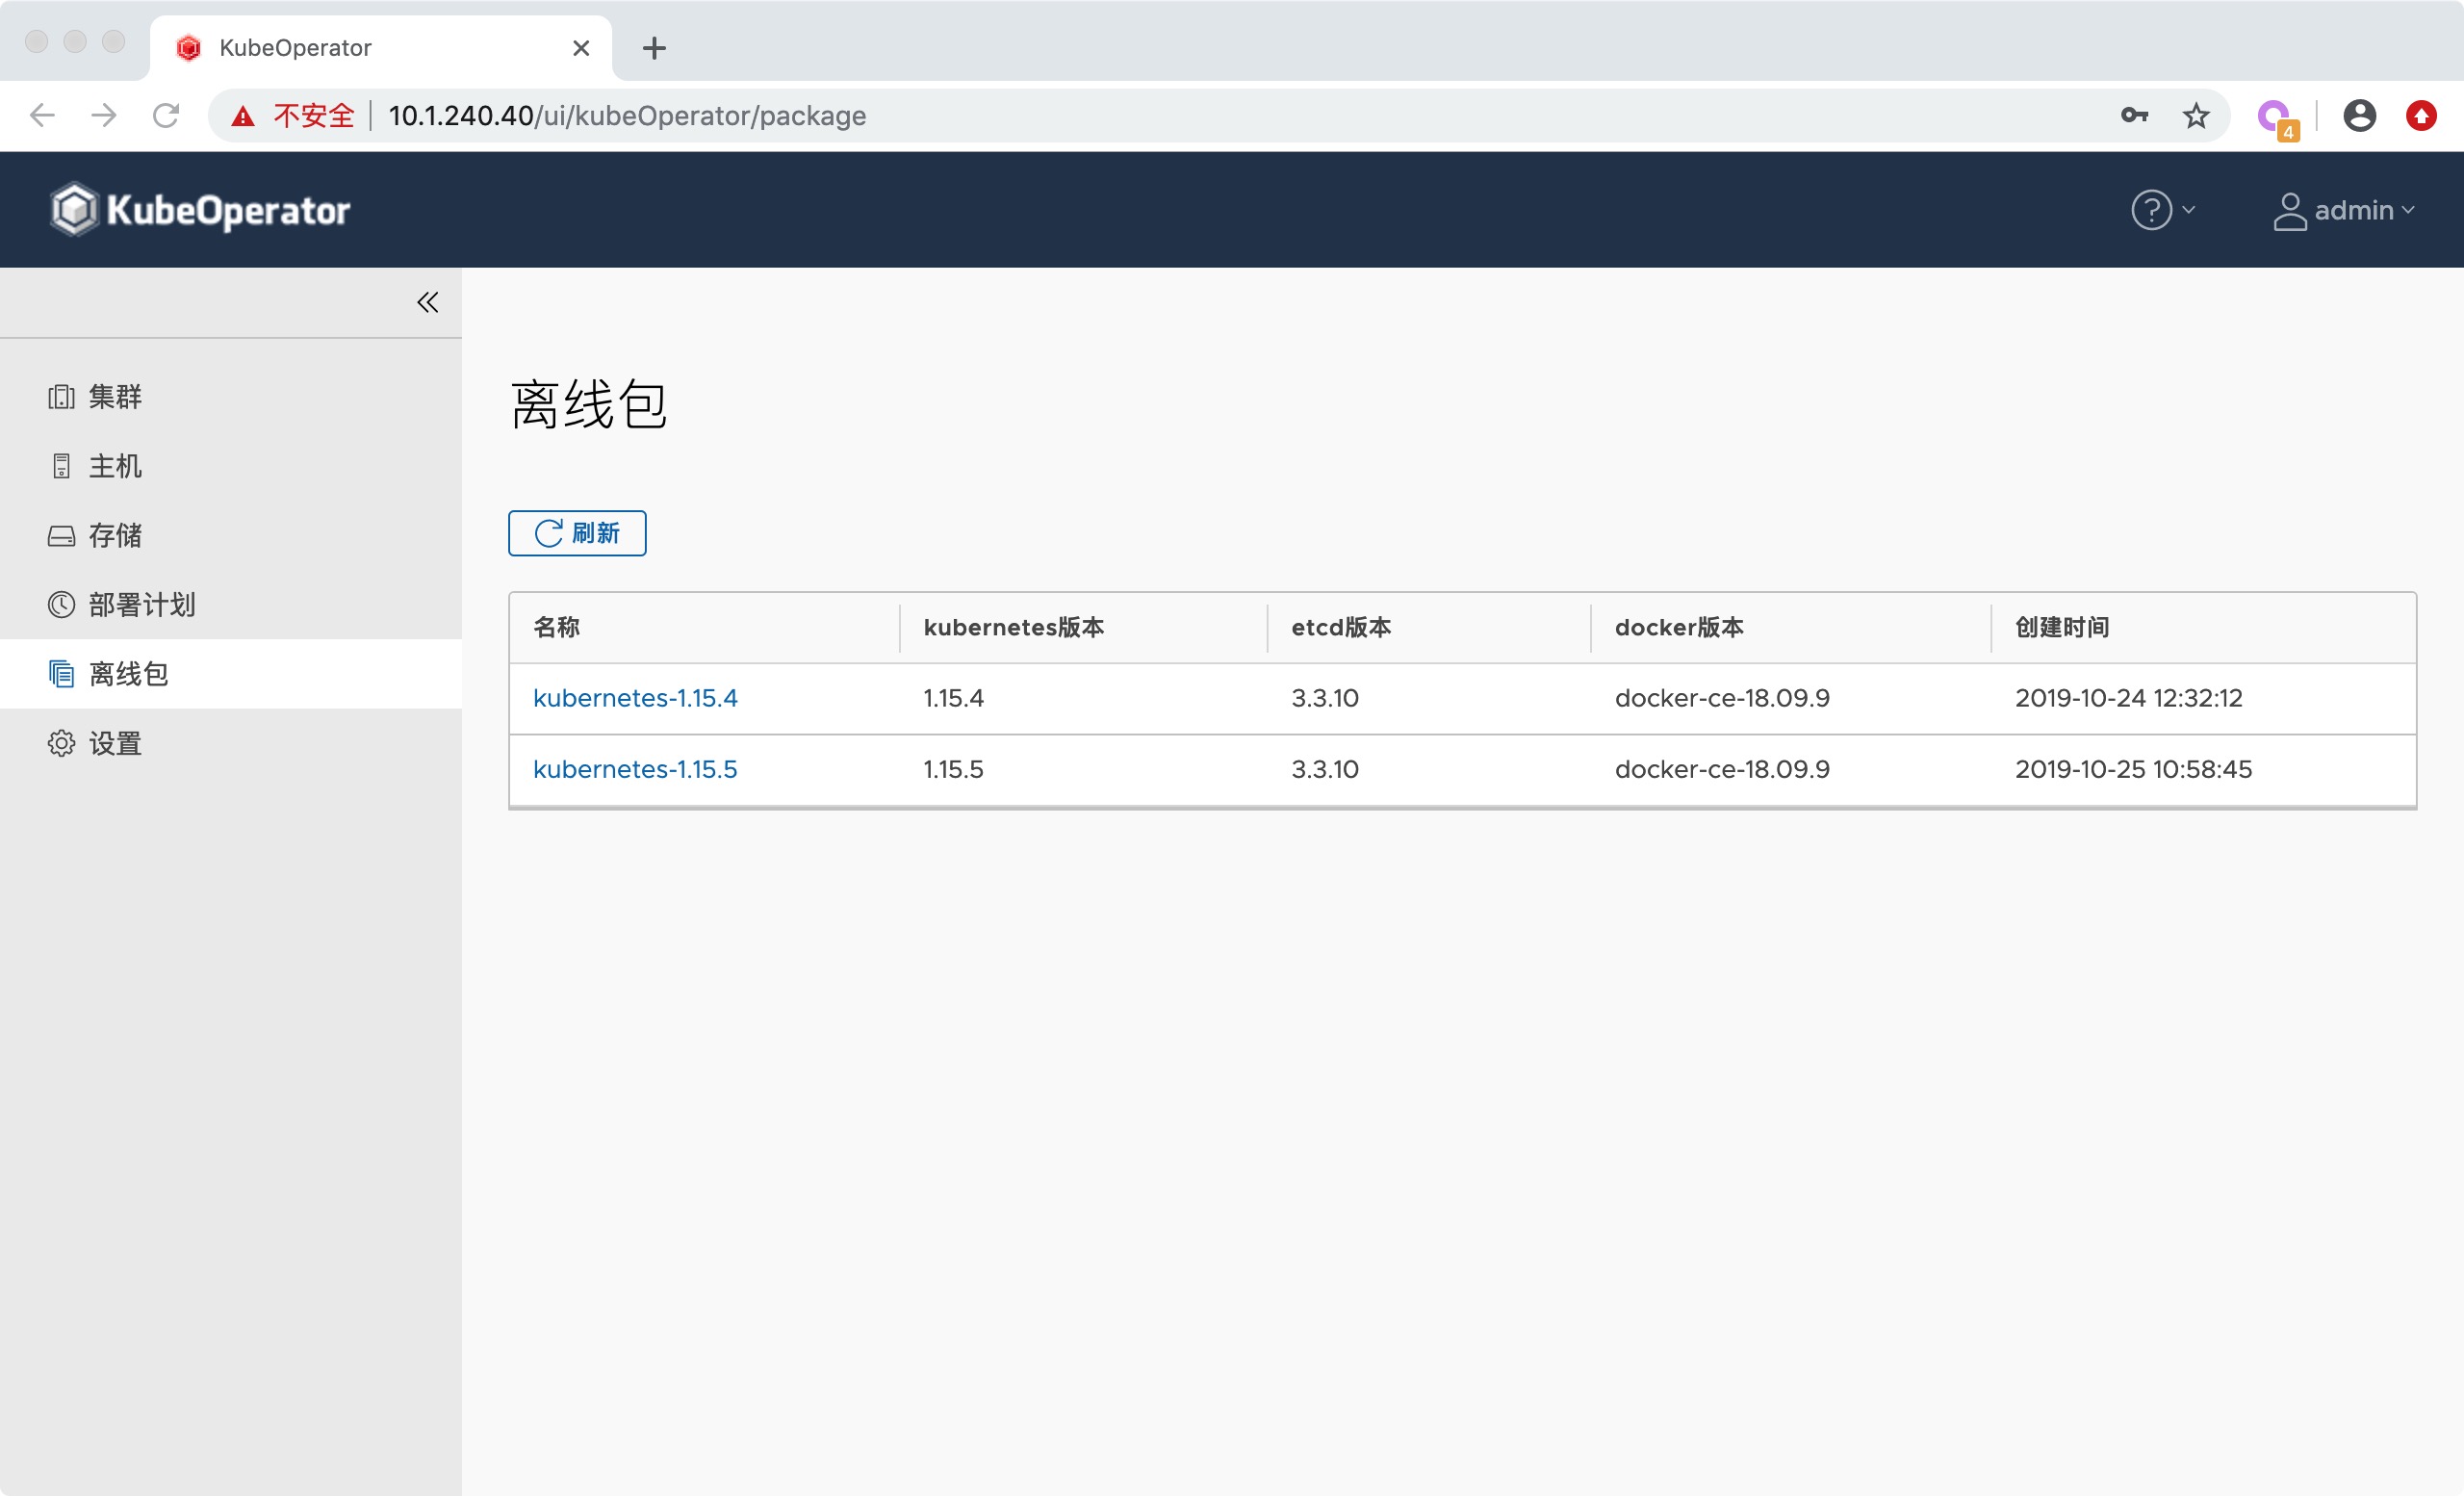 KubeOperator
不安全 10.1.240.40/ui/kubeOperator/package
4
KubeOperator
? admin
集群
主机
存储
部署计划
离线包
设置
离线包
刷新
名称 kubernetes版本 etcd版本 docker版本 创建时间
kubernetes-1.15.4 1.15.4 3.3.10 docker-ce-18.09.9 2019-10-24 12:32:12
kubernetes-1.15.5 1.15.5 3.3.10 docker-ce-18.09.9 2019-10-25 10:58:45